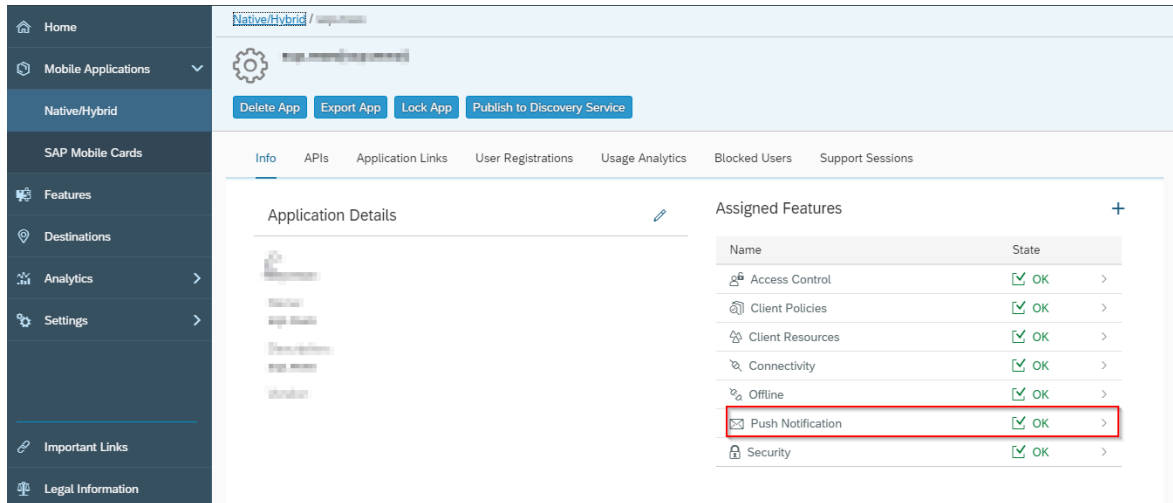 Home
Mobile Applications
Native/Hybrid
SAP Mobile Cards
Features
Destinations
Analytics
Settings
Important Links
Legal Information
Native/Hybrid /
Delete App Export App Lock App Publish to Discovery Service
Info APIs Application Links User Registrations Usage Analytics Blocked Users Support Sessions
Application Details
Assigned Features
Name State
Access Control OK
Client Policies OK
Client Resources OK
Connectivity OK
Offline OK
Push Notification OK
Security OK